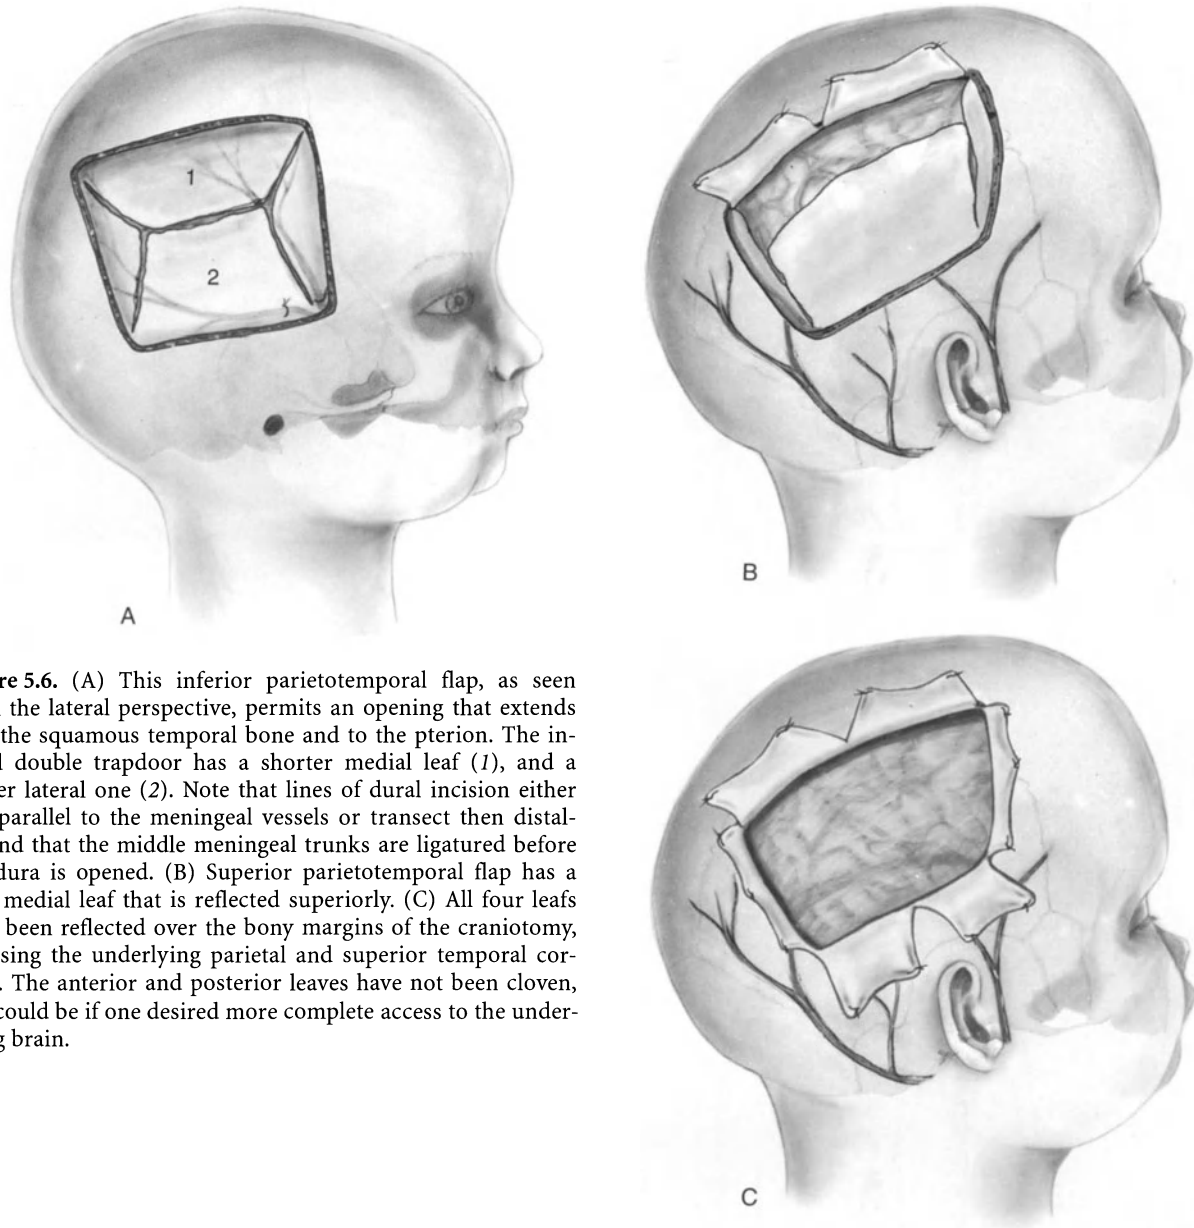 1
2
A
B
re 5.6. (A) This inferior parietotemporal flap, as seen
the lateral perspective, permits an opening that extends
the squamous temporal bone and to the pterion. The in-
l double trapdoor has a shorter medial leaf (1), and a
er lateral one (2). Note that lines of dural incision either
parallel to the meningeal vessels or transect then distal-
nd that the middle meningeal trunks are ligatured before
dura is opened. (B) Superior parietotemporal flap has a
medial leaf that is reflected superiorly. (C) All four leafs
been reflected over the bony margins of the craniotomy,
sing the underlying parietal and superior temporal cor-
. The anterior and posterior leaves have not been cloven,
could be if one desired more complete access to the under-
g brain.
C